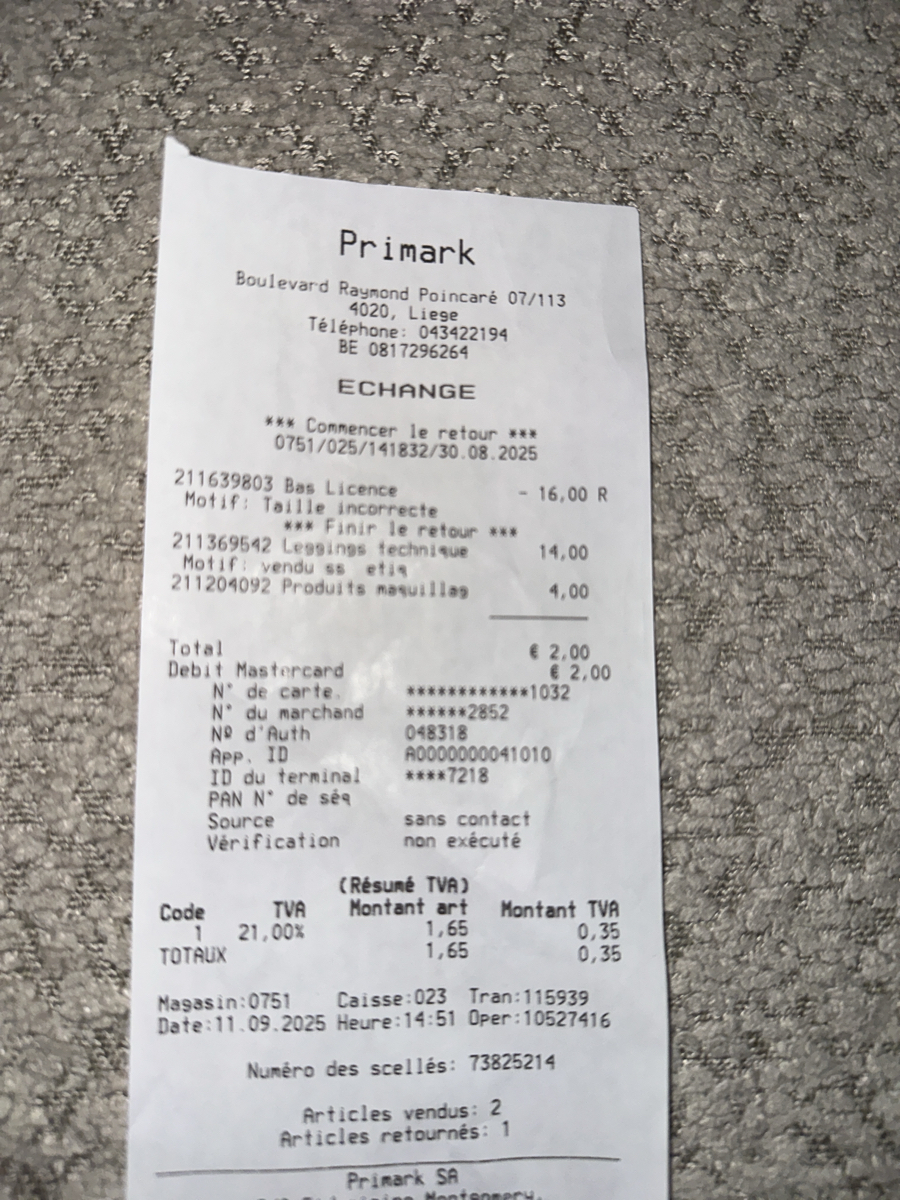 Primark
Boulevard Raymond Poincaré 07/113
4020, Liege
Téléphone: 043422194
BE 0817296264
ECHANGE
*** Commencer le retour ***
0751/025/141832/30.08.2025
211639803 Bas Licence - 16,00 R
Motif: Taille incorrecte
*** Finir le retour ***
211369542 Leggings technique 14,00
Motif: vendu ss etiq
211204092 Produits maquillag 4,00
Total € 2,00
Debit Mastercard € 2,00
N° de carte. ************1032
N° du marchand ******2852
Nº d'Auth 048318
App. ID A0000000041010
ID du terminal ****7218
PAN N° de séq
Source sans contact
Vérification non exécuté
(Résumé TVA)
Code TVA Montant art Montant TVA
1 21,00% 1,65 0,35
TOTAUX 1,65 0,35
Magasin:0751 Caisse:023 Tran:115939
Date:11.09.2025 Heure:14:51 Oper:10527416
Numéro des scellés: 73825214
Articles vendus: 2
Articles retournés: 1
Primark SA
Montgomery,